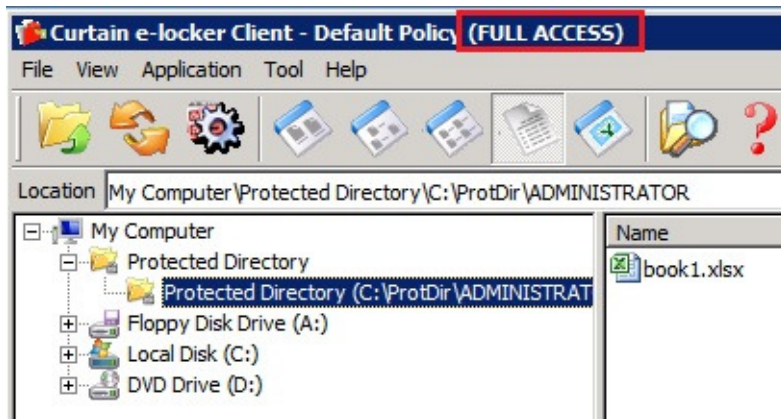 Curtain e-locker Client - Default Policy (FULL ACCESS)
File View Application Tool Help
Location My Computer\Protected Directory\C:\ProtDir\ADMINISTRATOR
My Computer
Protected Directory
Protected Directory (C:\ProtDir\ADMINISTRAT
Floppy Disk Drive (A:)
Local Disk (C:)
DVD Drive (D:)
Name
book1.xlsx